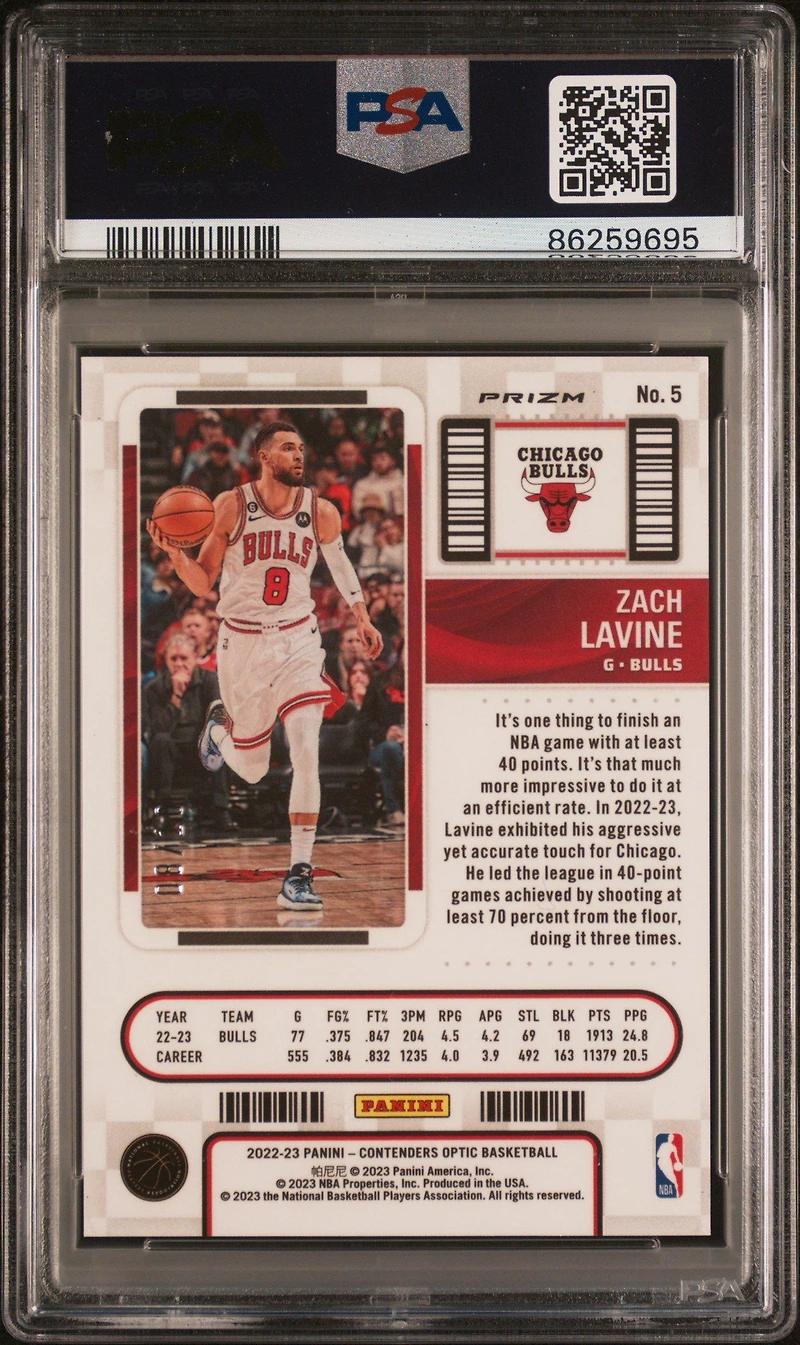 PSA
86259695
PRIZM
No. 5
CHICAGO
BULLS
BULLS
8
6
ZACH
LAVINE
G • BULLS
It's one thing to finish an
NBA game with at least
40 points. It's that much
more impressive to do it at
an efficient rate. In 2022-23,
Lavine exhibited his aggressive
yet accurate touch for Chicago.
He led the league in 40-point
games achieved by shooting at
least 70 percent from the floor,
doing it three times.
YEAR TEAM G FG% FT% 3PM RPG APG STL BLK PTS PPG
22-23 BULLS 77 .375 .847 204 4.5 4.2 69 18 1913 24.8
CAREER 555 .384 .832 1235 4.0 3.9 492 163 11379 20.5
PANINI
2022-23 PANINI – CONTENDERS OPTIC BASKETBALL
帕尼尼 © 2023 Panini America, Inc.
© 2023 NBA Properties, Inc. Produced in the USA.
© 2023 the National Basketball Players Association. All rights reserved.
NBA
PSA